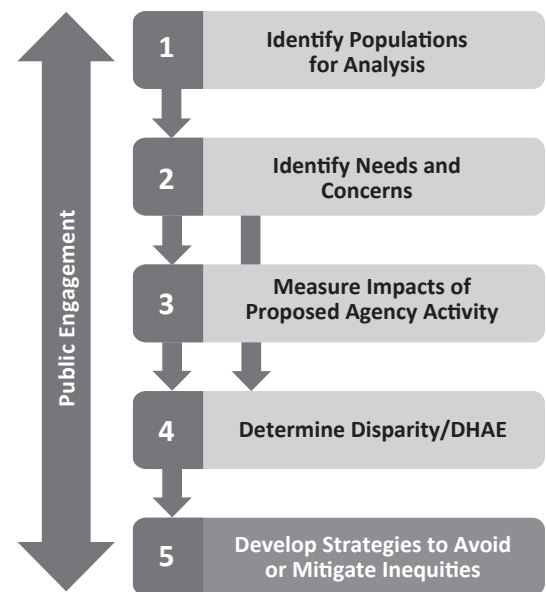 Public Engagement
1
Identify Populations
for Analysis
2
Identify Needs and
Concerns
3
Measure Impacts of
Proposed Agency Activity
4
Determine Disparity/DHAE
5
Develop Strategies to Avoid
or Mitigate Inequities